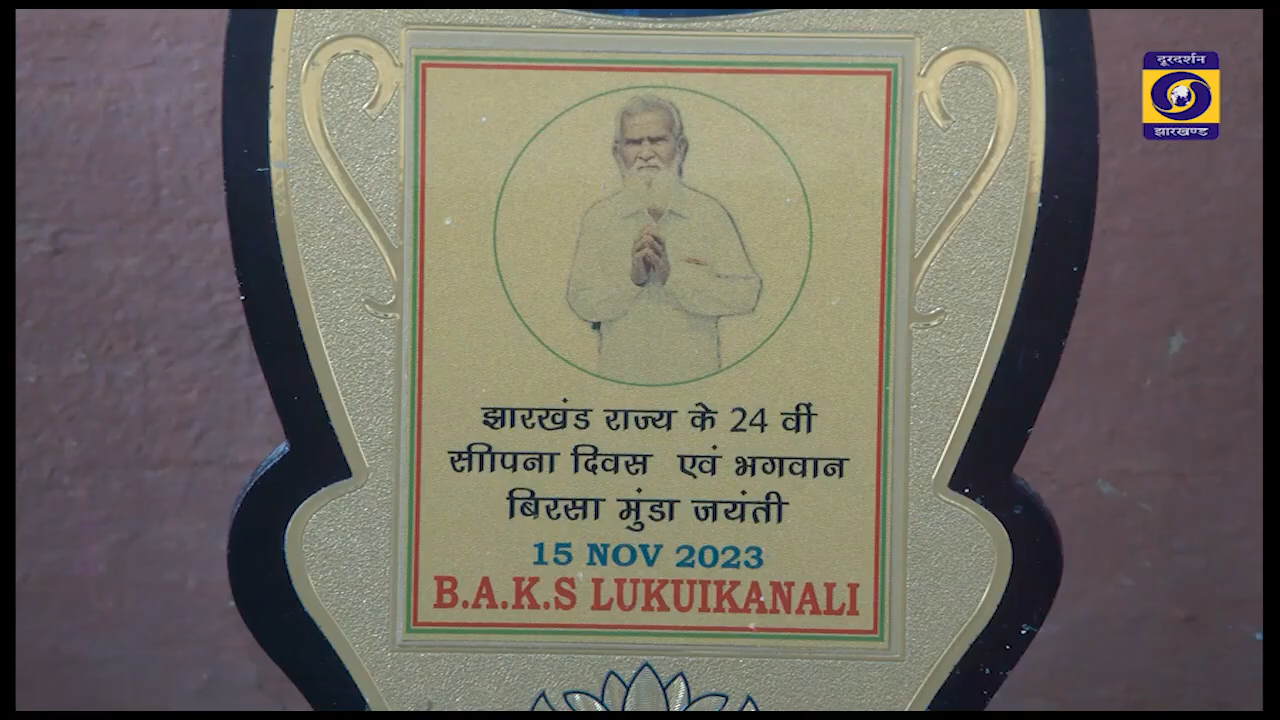 दूरदर्शन
झारखण्ड
झारखंड राज्य के 24 वीं
सीापना दिवस एवं भगवान
बिरसा मुंडा जयंती
15 NOV 2023
B.A.K.S LUKUIKANALI